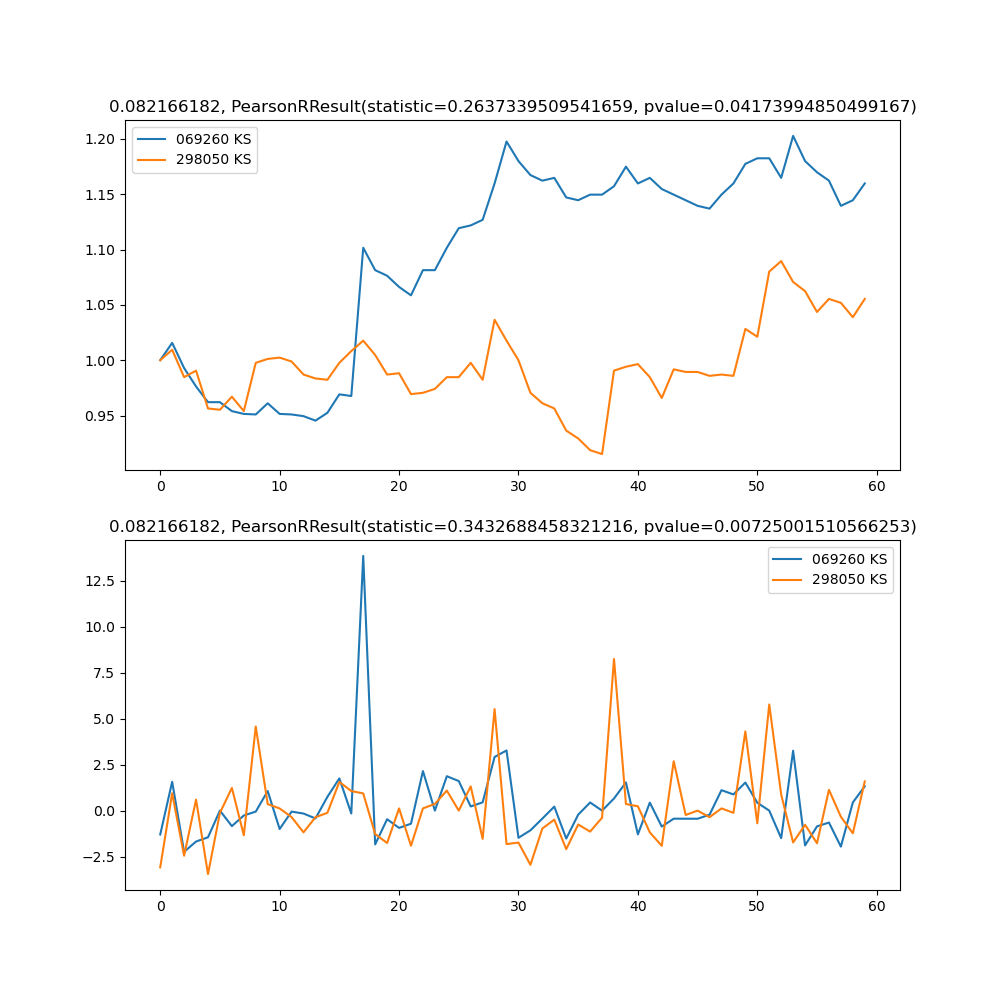 0.082166182, PearsonRResult(statistic=0.2637339509541659, pvalue=0.04173994850499167)
069260 KS
298050 KS
1.20
1.15
1.10
1.05
1.00
0.95
0 10 20 30 40 50 60
0.082166182, PearsonRResult(statistic=0.3432688458321216, pvalue=0.007250015105662​53)
069260 KS
298050 KS
12.5
10.0
7.5
5.0
2.5
0.0
−2.5
0 10 20 30 40 50 60